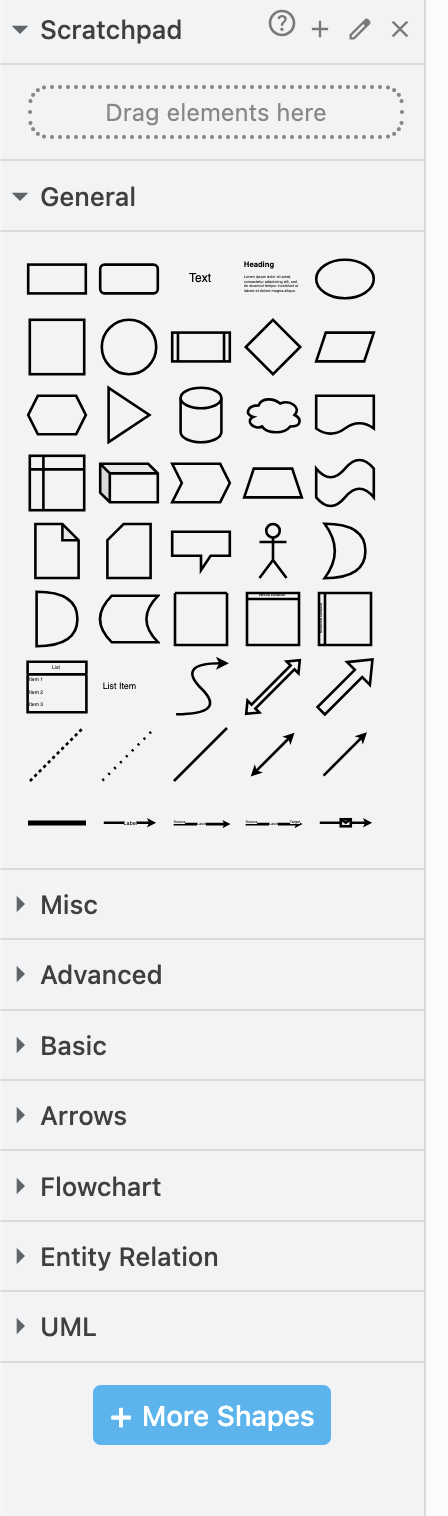 Scratchpad
Drag elements here
General
Text
Heading
Lorem ipsum dolor sit amet,
consectetur adipisicing elit, sed
do eiusmod tempor incididunt ut
labore et dolore magna aliqua.
List
Item 1
Item 2
Item 3
List Item
Label
Misc
Advanced
Basic
Arrows
Flowchart
Entity Relation
UML
+ More Shapes